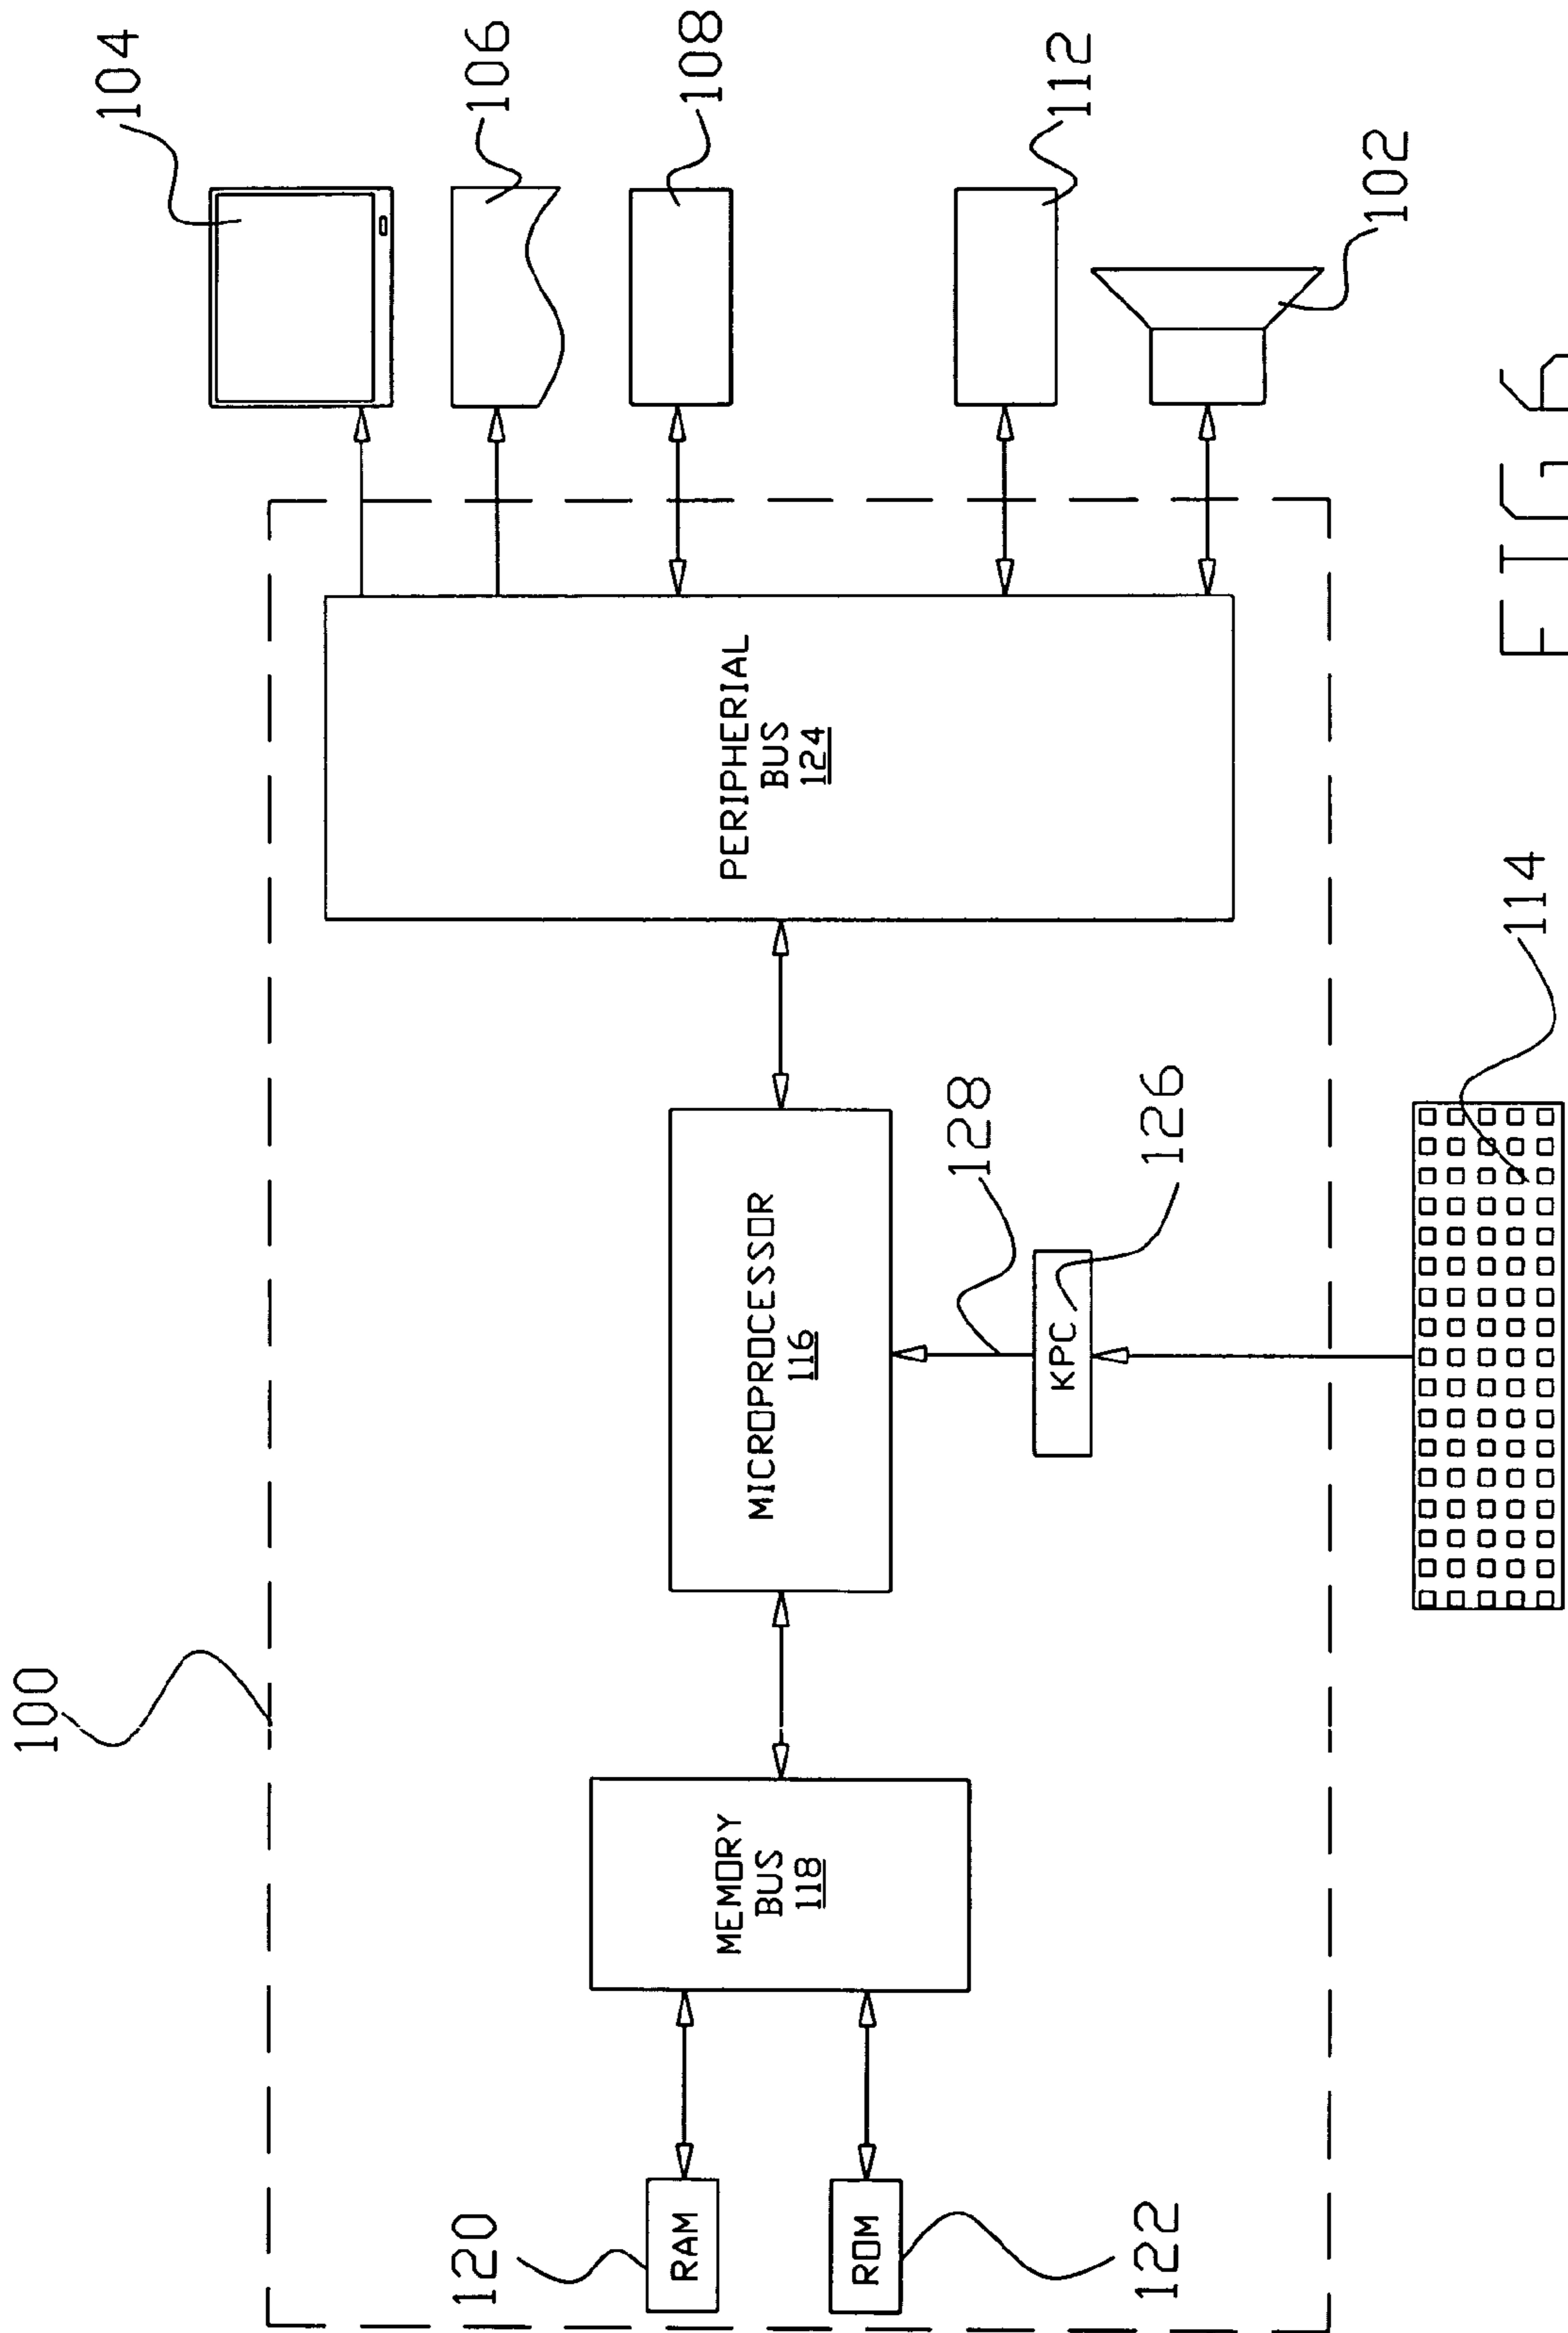 100
104
106
108
112
102
120
RAM
122
ROM
MEMORY
BUS
118
MICROPROCESSOR
116
128
126
KPC
PERIPHERIAL
BUS
124
114
FIG 6